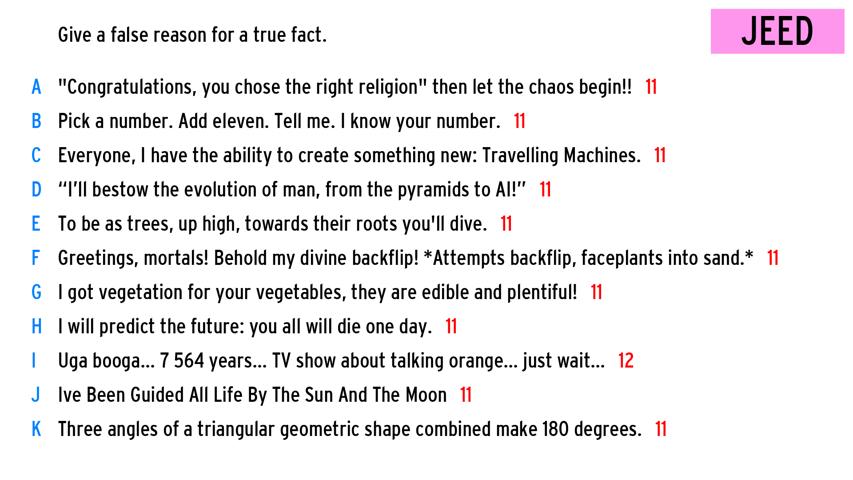 Give a false reason for a true fact.
JEED
A "Congratulations, you chose the right religion" then let the chaos begin!! 11
B Pick a number. Add eleven. Tell me. I know your number. 11
C Everyone, I have the ability to create something new: Travelling Machines. 11
D “I’ll bestow the evolution of man, from the pyramids to AI!” 11
E To be as trees, up high, towards their roots you'll dive. 11
F Greetings, mortals! Behold my divine backflip! *Attempts backflip, faceplants into sand.* 11
G I got vegetation for your vegetables, they are edible and plentiful! 11
H I will predict the future: you all will die one day. 11
I Uga booga... 7 564 years... TV show about talking orange... just wait... 12
J Ive Been Guided All Life By The Sun And The Moon 11
K Three angles of a triangular geometric shape combined make 180 degrees. 11